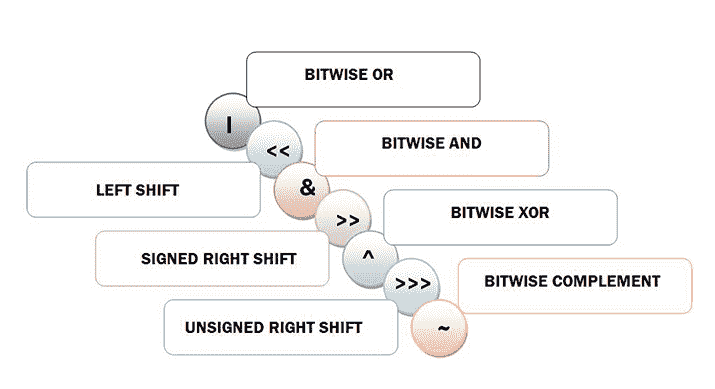 BITWISE OR
|
<<
BITWISE AND
LEFT SHIFT
&
>>
BITWISE XOR
SIGNED RIGHT SHIFT
^
>>>
BITWISE COMPLEMENT
UNSIGNED RIGHT SHIFT
~